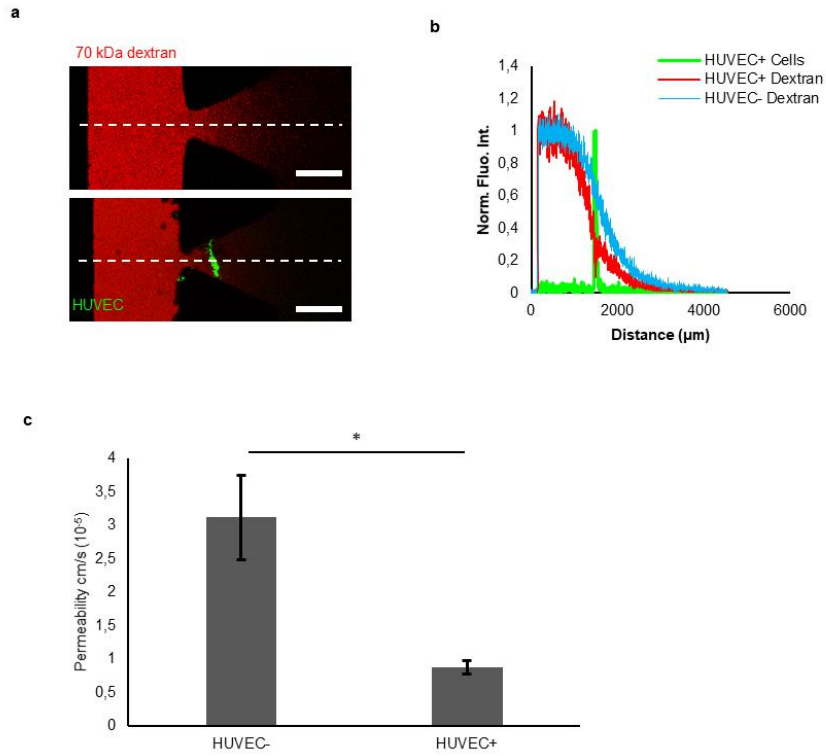 a
70 kDa dextran
HUVEC
b
1,4
1,2
1
0,8
0,6
0,4
0,2
0
0 2000 4000 6000
Norm. Fluo. Int.
Distance (µm)
HUVEC+ Cells
HUVEC+ Dextran
HUVEC- Dextran
c
*
4
3,5
3
2,5
2
1,5
1
0,5
0
Permeability cm/s (10⁻⁵)
HUVEC- HUVEC+